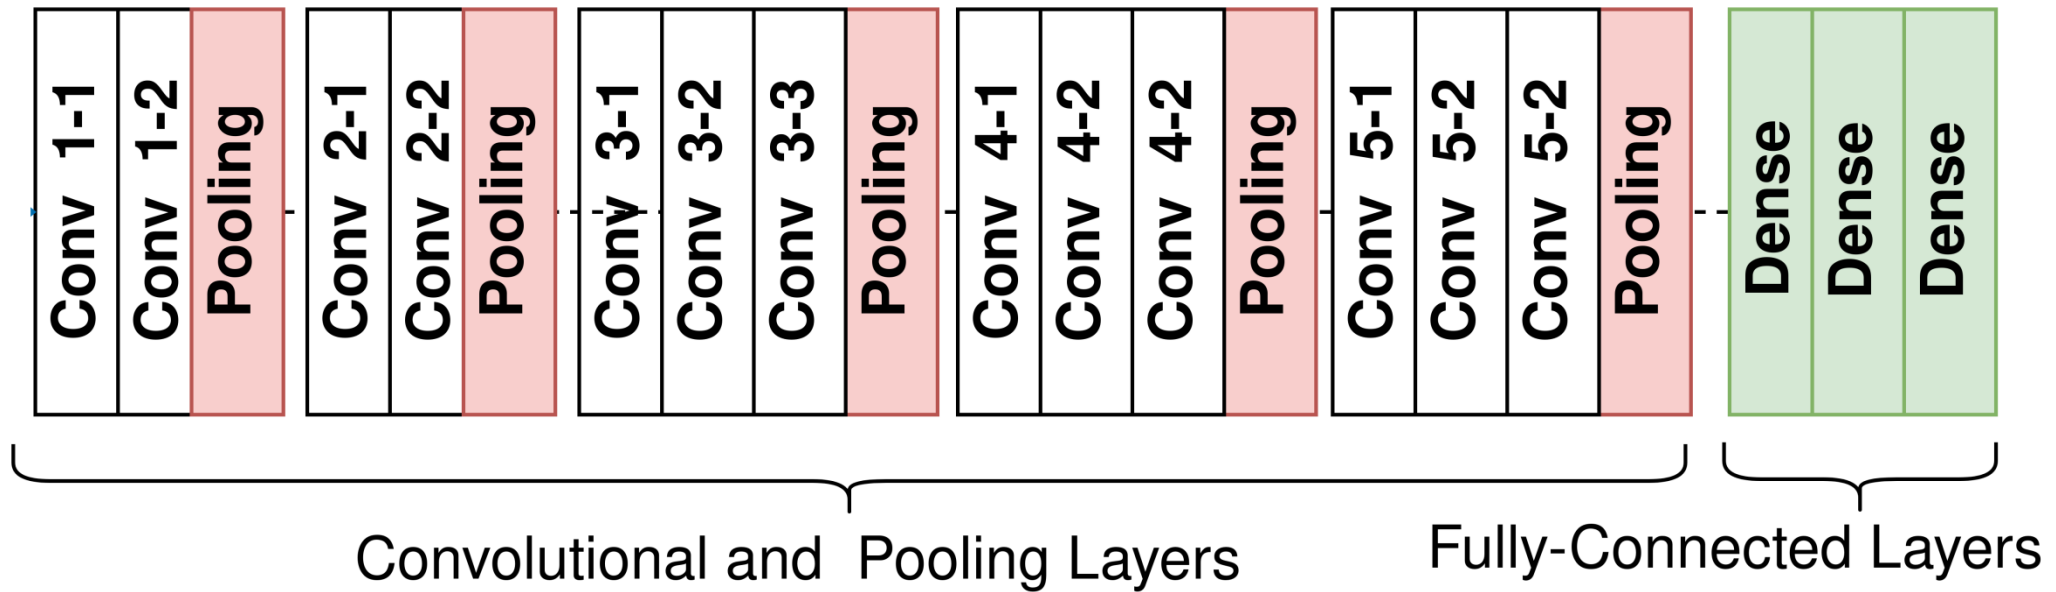 Conv 1-1
Conv 1-2
Pooling
Conv 2-1
Conv 2-2
Pooling
Conv 3-1
Conv 3-2
Conv 3-3
Pooling
Conv 4-1
Conv 4-2
Conv 4-2
Pooling
Conv 5-1
Conv 5-2
Conv 5-2
Pooling
Dense
Dense
Dense
Convolutional and Pooling Layers
Fully-Connected Layers